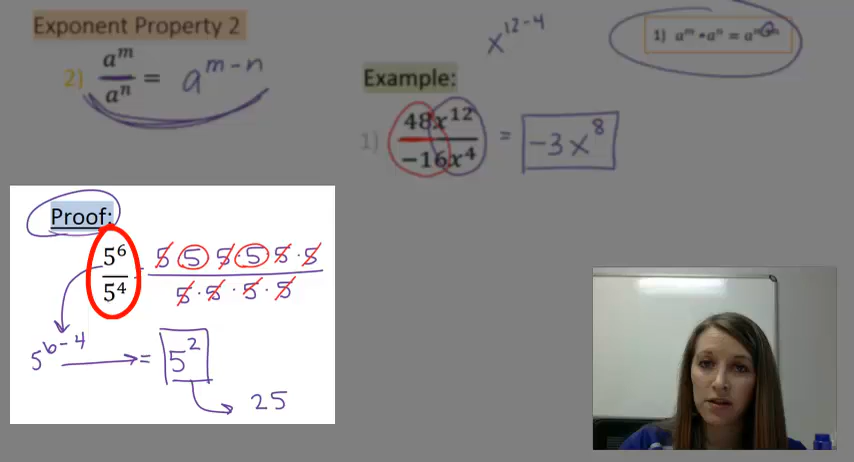 Exponent Property 2
2) a^m / a^n = a^(m-n)
x^(12-4)
1) a^m • a^n = a^
Example:
1) 48x^12 / -16x^4 = -3x^8
Proof:
5^6 / 5^4 = 5 · 5 · 5 · 5 · 5 · 5 / 5 · 5 · 5 · 5
5^(6-4) = 5^2
25